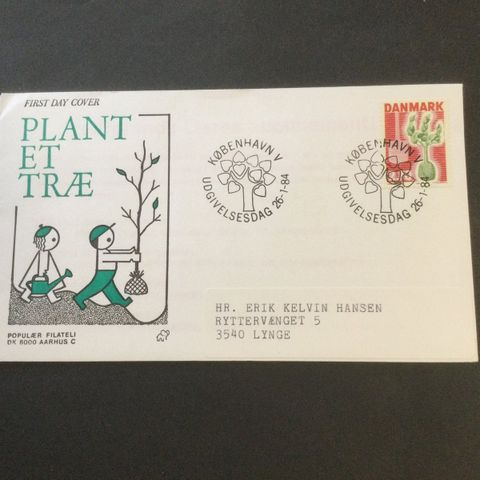 FIRST DAY COVER
PLANT
ET
TRÆ
POPULÆR FILATELI
DK 8000 AARHUS C
KØBENHAVN V
UDGIVELSESDAG 26-1-84
DANMARK
KØBENHAVN V
UDGIVELSESDAG 26-1-84
HR. ERIK KELVIN HANSEN
RYTTERVÆNGET 5
3540 LYNGE